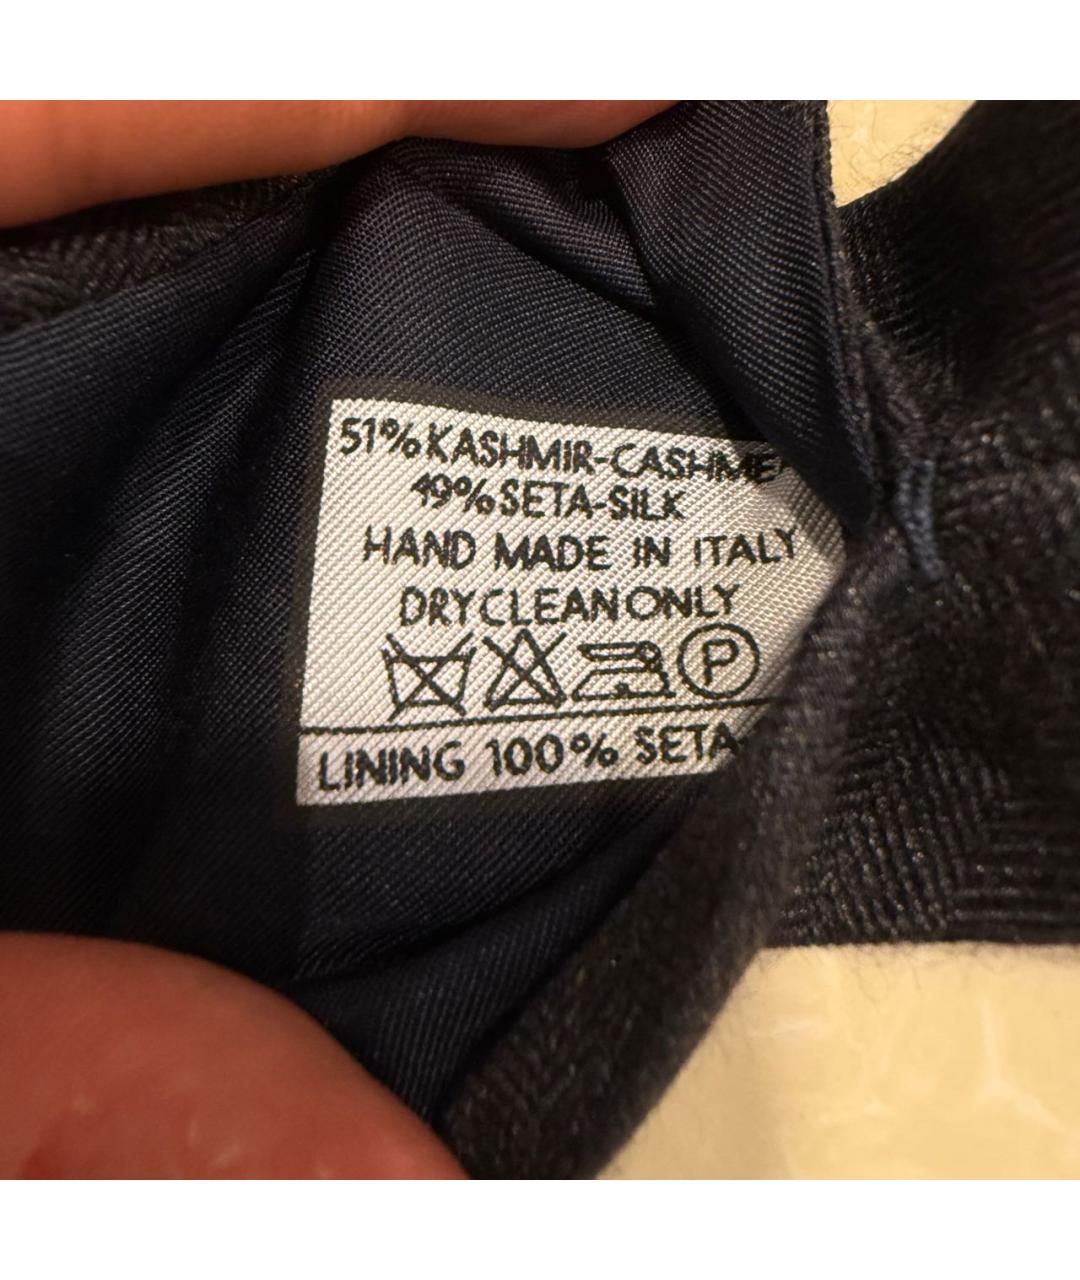 51% KASHMIR-CASHME
49% SETA-SILK
HAND MADE IN ITALY
DRY CLEAN ONLY
P
LINING 100% SETA-